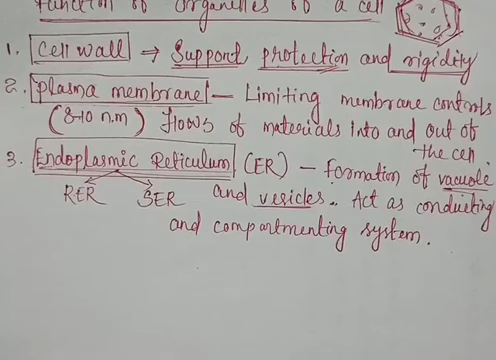 Function of Organelles of a cell
1. Cell wall → Support protection and rigidity
2. Plasma membrane — Limiting membrane controls
(8-10 n.m) flows of materials into and out of
the cell.
3. Endoplasmic Reticulum (ER) — formation of vacuole
RER SER and vesicles. Act as conducting
and compartmenting system.